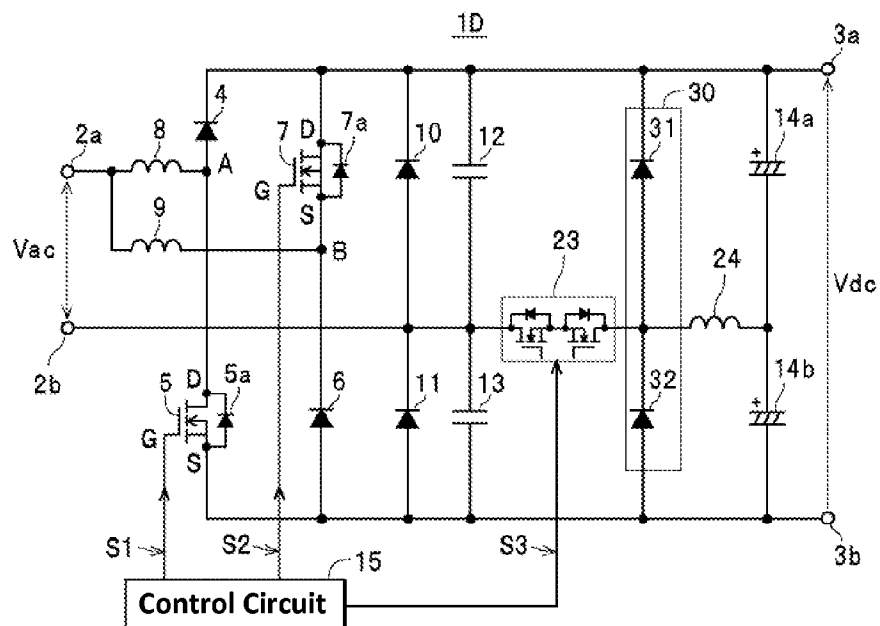 1D
3a
4
30
2a
8
7
D
7a
10
12
31
14a
+
A
G
S
9
B
23
24
Vac
Vdc
2b
D
5
5a
6
11
13
32
14b
+
G
S
3b
S1
S2
15
S3
Control Circuit